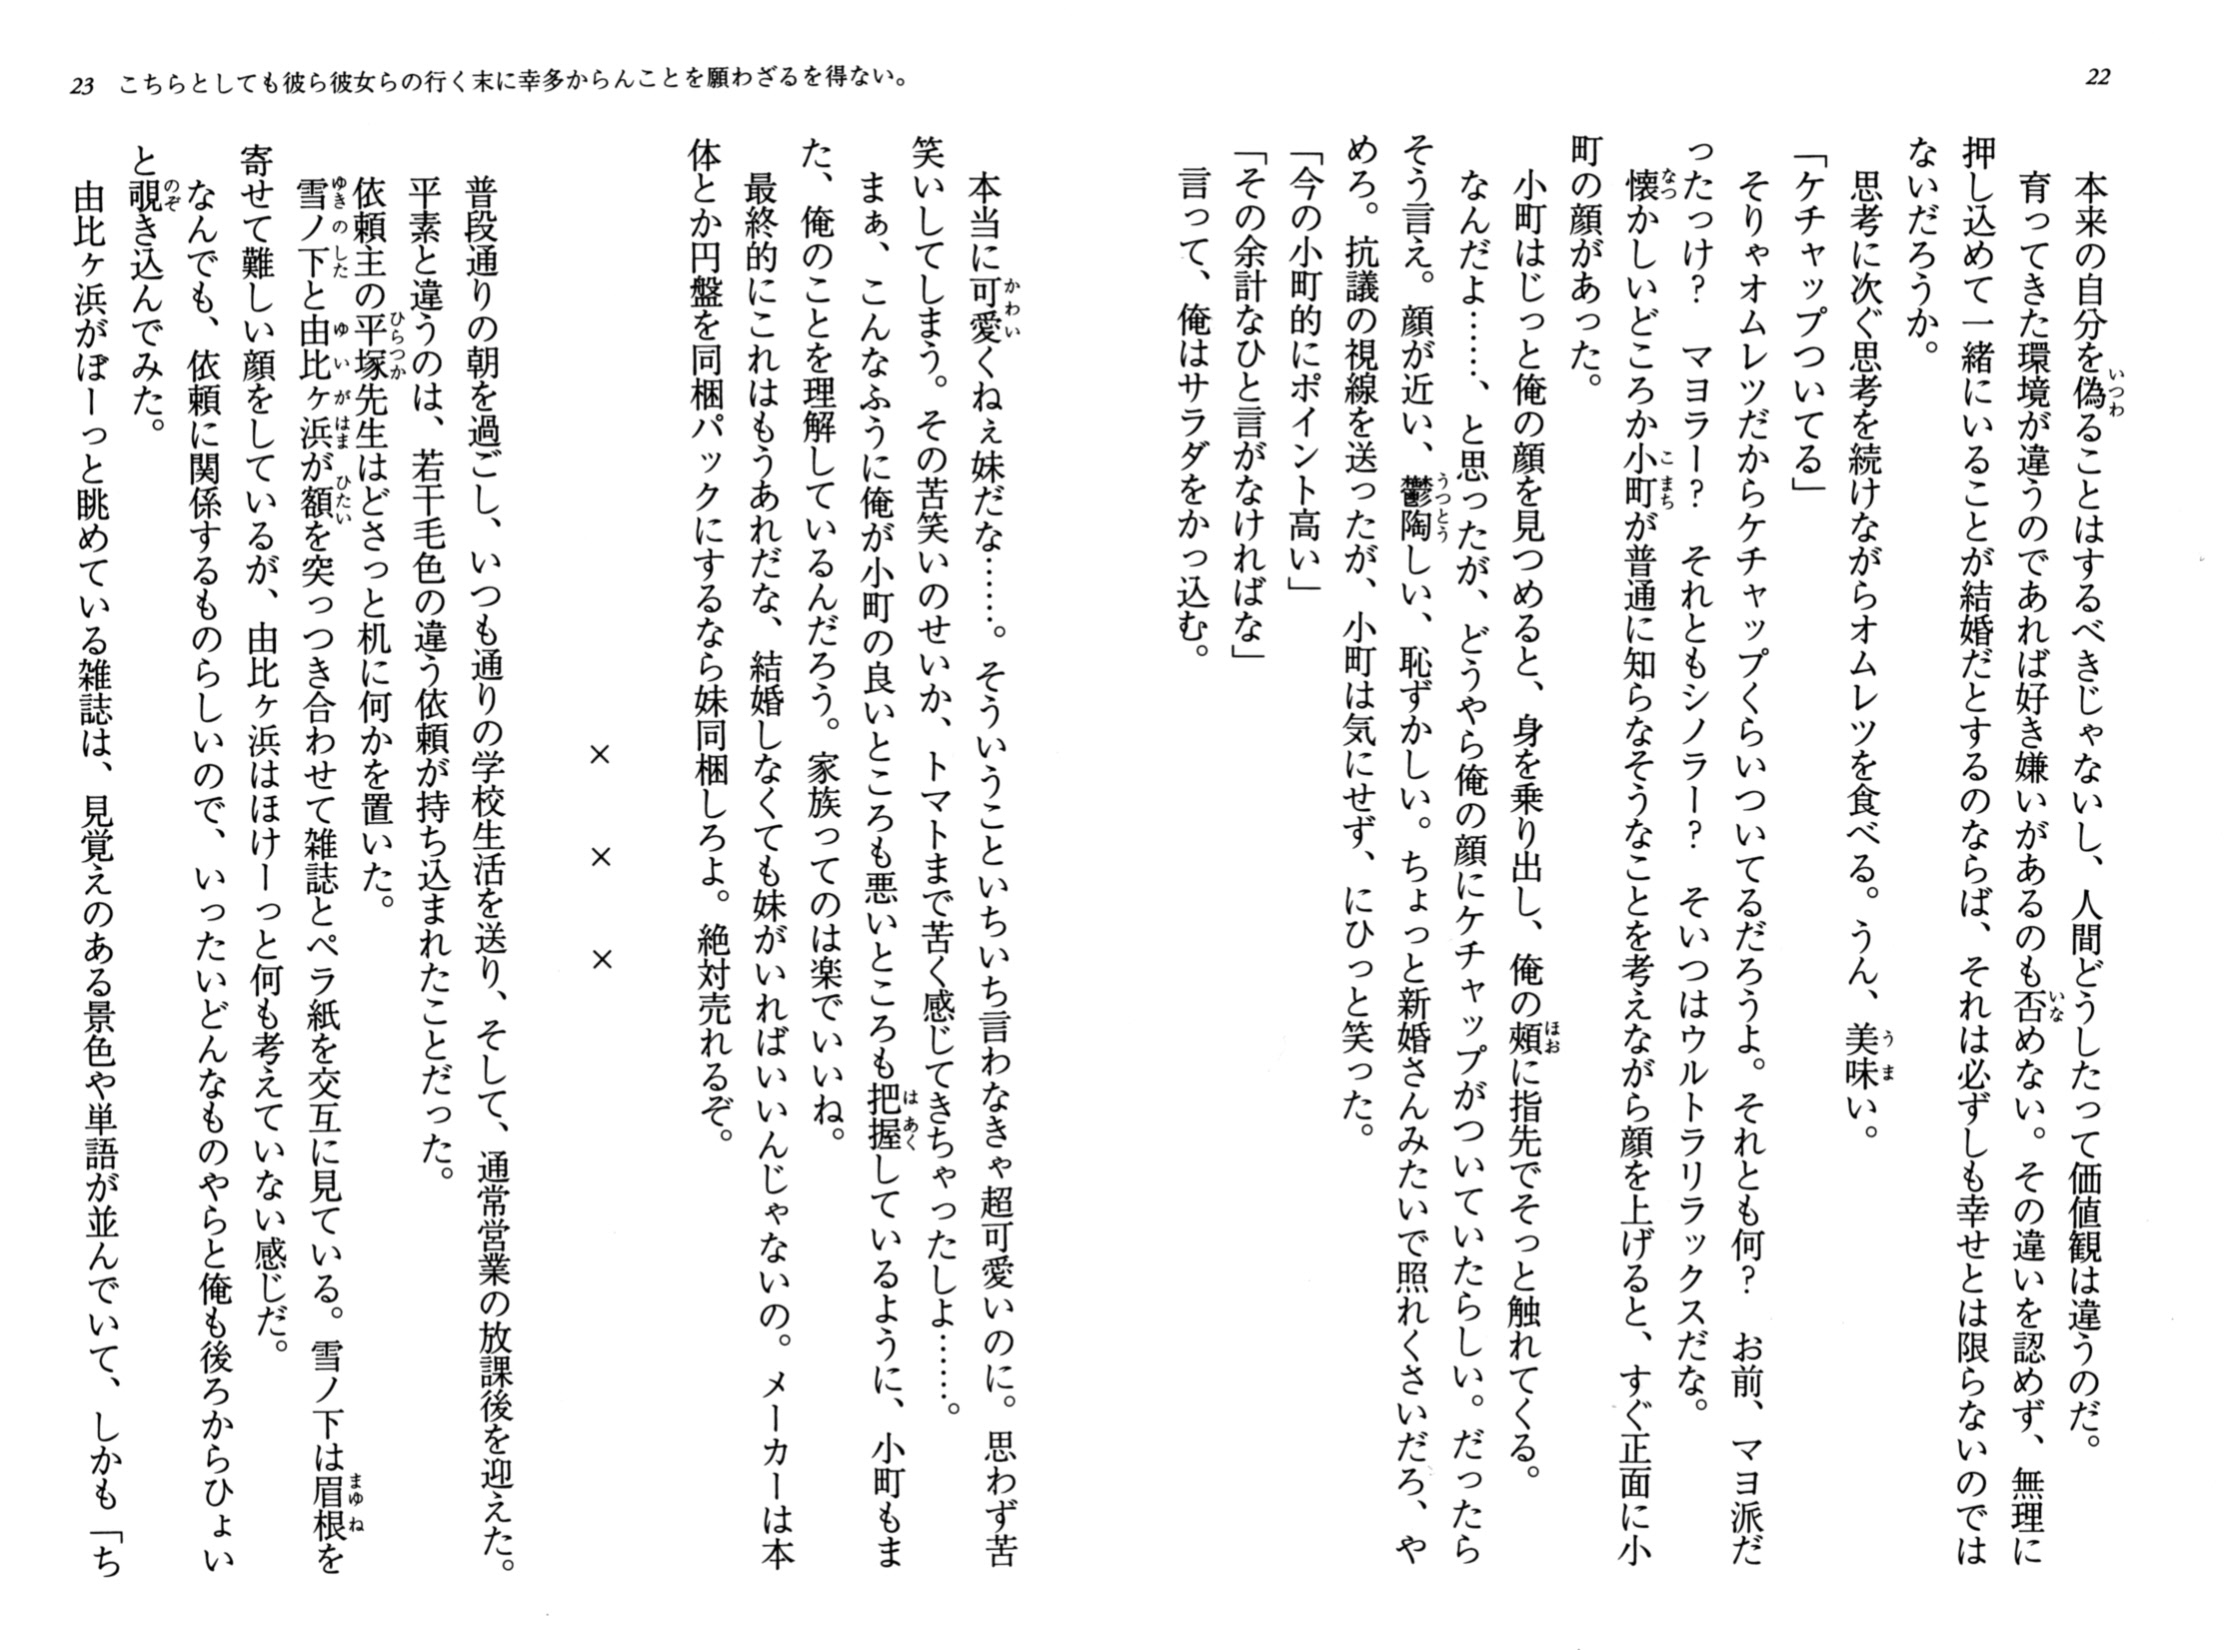 22
本来の自分を偽ることはするべきじゃないし、人間どうしたって価値観は違うのだ。
育ってきた環境が違うのであれば好き嫌いがあるのも否めない。その違いを認めず、無理に
押し込めて一緒にいることが結婚だとするのならば、それは必ずしも幸せとは限らないのでは
ないだろうか。
思考に次ぐ思考を続けながらオムレツを食べる。うん、美味い。
「ケチャップついてる」
そりゃオムレツだからケチャップくらいついてるだろうよ。それとも何? お前、マヨ派だ
ったっけ? マヨラー? それともシノラー? そいつはウルトラリラックスだな。
懐かしいどころか小町が普通に知らなそうなことを考えながら顔を上げると、すぐ正面に小
町の顔があった。
小町はじっと俺の顔を見つめると、身を乗り出し、俺の頰に指先でそっと触れてくる。
なんだよ……、と思ったが、どうやら俺の顔にケチャップがついていたらしい。だったら
そう言え。顔が近い、鬱陶しい、恥ずかしい。ちょっと新婚さんみたいで照れくさいだろ、や
めろ。抗議の視線を送ったが、小町は気にせず、にひっと笑った。
「今の小町的にポイント高い」
「その余計なひと言がなければな」
言って、俺はサラダをかっ込む。
23 こちらとしても彼ら彼女らの行く末に幸多からんことを願わざるを得ない。
本当に可愛くねぇ妹だな……。そういうこといちいち言わなきゃ超可愛いのに。思わず苦
笑いしてしまう。その苦笑いのせいか、トマトまで苦く感じてきちゃったしよ……。
まぁ、こんなふうに俺が小町の良いところも悪いところも把握しているように、小町もま
た、俺のことを理解しているんだろう。家族ってのは楽でいいね。
最終的にこれはもうあれだな、結婚しなくても妹がいればいいんじゃないの。メーカーは本
体とか円盤を同梱パックにするなら妹同梱しろよ。絶対売れるぞ。
× × ×
普段通りの朝を過ごし、いつも通りの学校生活を送り、そして、通常営業の放課後を迎えた。
平素と違うのは、若干毛色の違う依頼が持ち込まれたことだった。
依頼主の平塚先生はどさっと机に何かを置いた。
雪ノ下と由比ヶ浜が額を突っつき合わせて雑誌とペラ紙を交互に見ている。雪ノ下は眉根を
寄せて難しい顔をしているが、由比ヶ浜はほけーっと何も考えていない感じだ。
なんでも、依頼に関係するものらしいので、いったいどんなものやらと俺も後ろからひょい
と覗き込んでみた。
由比ヶ浜がぽーっと眺めている雑誌は、見覚えのある景色や単語が並んでいて、しかも「ち